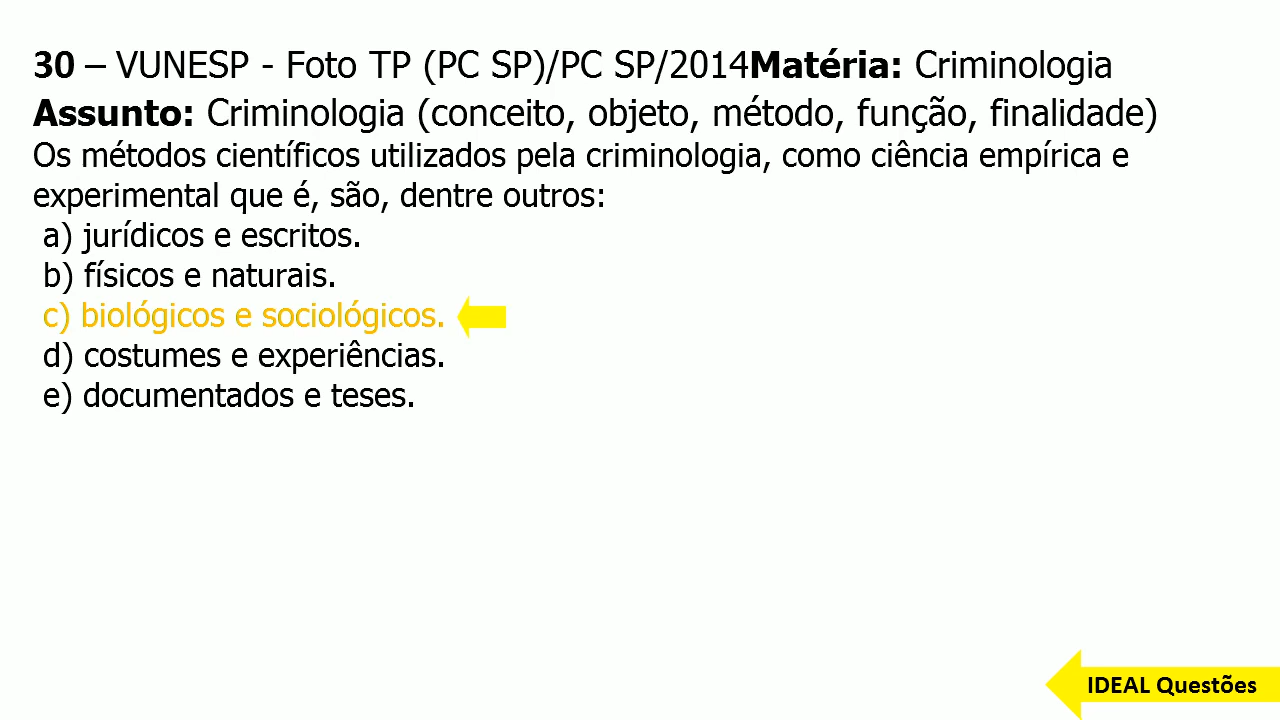 30 – VUNESP - Foto TP (PC SP)/PC SP/2014Matéria: Criminologia
Assunto: Criminologia (conceito, objeto, método, função, finalidade)
Os métodos científicos utilizados pela criminologia, como ciência empírica e
experimental que é, são, dentre outros:
a) jurídicos e escritos.
b) físicos e naturais.
c) biológicos e sociológicos.
d) costumes e experiências.
e) documentados e teses.
IDEAL Questões